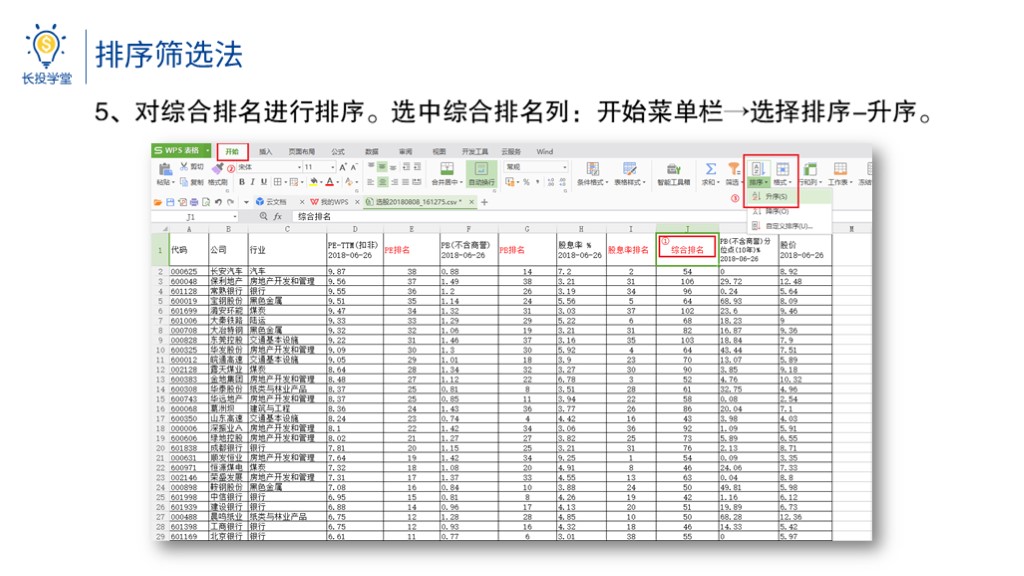 长投学堂
排序筛选法
5、对综合排名进行排序。选中综合排名列：开始菜单栏→选择排序-升序。
S WPS 表格 开始 插入 页面布局 公式 数据 审阅 视图 开发工具 云服务 Wind
剪切 ② 宋体 11 常规
粘贴 复制 格式刷 合并居中 自动换行 条件格式 表格样式 智能工具箱 求和 筛选 排序 格式 行和列 工作表
云文档 我的WPS 选股20180808_161275.csv * ③ 升序(S)
降序(O)
自定义排序(U)...
J1 fx 综合排名
A B C D E F G H I J M
1 代码 公司 行业 PE-TTM(扣非) 2018-06-26 PE排名 PB(不含商誉) 2018-06-26 PB排名 股息率 % 2018-06-26 股息率排名 ① 综合排名 PB(不含商誉)分位点(10年)% 2018-06-26 股价 2018-06-26
2 000625 长安汽车 汽车 9.87 38 0.88 14 7.2 2 54 0 8.92
3 600048 保利地产 房地产开发和管理 9.56 37 1.49 38 3.21 31 106 29.72 12.48
4 601128 常熟银行 银行 9.55 36 1.2 26 3.19 34 96 0.24 5.64
5 600019 宝钢股份 黑色金属 9.51 35 1.14 24 5.56 5 64 68.93 8.09
6 601699 潞安环能 煤炭 9.47 34 1.32 31 3.03 37 102 23.6 9.46
7 601006 大秦铁路 陆运 9.33 33 1.29 29 5.22 6 68 18.23 9
8 000708 大冶特钢 黑色金属 9.32 32 1.06 19 3.21 31 82 16.87 9.36
9 000828 东莞控股 交通基本设施 9.22 31 1.46 37 3.16 35 103 18.84 7.9
10 600325 华发股份 房地产开发和管理 9.09 30 1.3 30 5.92 4 64 43.44 7.51
11 600012 皖通高速 交通基本设施 9.05 29 1.01 18 3.9 23 70 13.07 5.89
12 002128 露天煤业 煤炭 8.64 28 1.34 32 3.27 30 90 3.85 9.18
13 600383 金地集团 房地产开发和管理 8.48 27 1.12 22 6.78 3 52 4.76 10.32
14 600308 华泰股份 纸类与林业产品 8.37 25 0.81 8 3.51 28 61 32.75 4.96
15 600743 华远地产 房地产开发和管理 8.37 25 0.85 11 3.94 22 58 0.08 2.54
16 600068 葛洲坝 建筑与工程 8.36 24 1.43 36 3.77 26 86 20.04 7.1
17 600350 山东高速 交通基本设施 8.24 23 0.74 4 4.42 16 43 3.98 4.03
18 000006 深振业A 房地产开发和管理 8.1 22 1.42 34 3.06 36 92 1.09 5.91
19 600606 绿地控股 房地产开发和管理 8.02 21 1.27 27 3.82 25 73 5.89 6.55
20 601838 成都银行 银行 7.81 20 1.15 25 3.21 31 76 2.13 8.71
21 000631 顺发恒业 房地产开发和管理 7.64 19 1.42 34 9.25 1 54 0.09 3.35
22 600971 恒源煤电 煤炭 7.32 18 1.08 20 4.91 8 46 24.06 7.33
23 002146 荣盛发展 房地产开发和管理 7.31 17 1.37 33 4.55 13 63 0.04 8.8
24 000898 鞍钢股份 黑色金属 7.08 16 0.84 10 3.88 24 50 49.81 5.98
25 601998 中信银行 银行 6.95 15 0.81 8 4.26 19 42 1.16 6.12
26 601939 建设银行 银行 6.88 14 0.96 17 4.13 20 51 19.89 6.73
27 000488 晨鸣纸业 纸类与林业产品 6.75 12 1.28 28 4.85 10 50 68.28 12.36
28 601398 工商银行 银行 6.75 12 0.93 16 4.32 18 46 14.33 5.42
29 601169 北京银行 银行 6.61 11 0.77 6 3.01 38 55 0 5.97